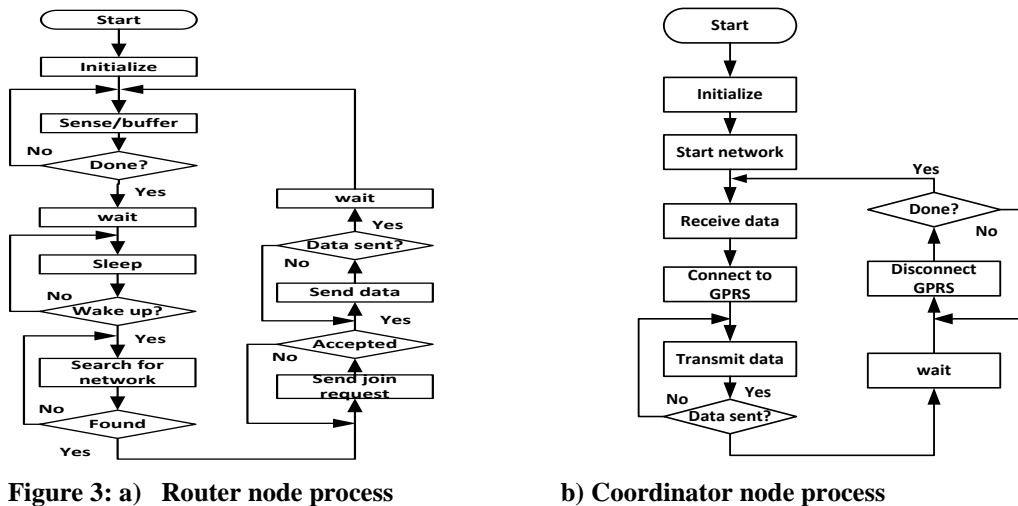 Start
Initialize
Sense/buffer
No
Done?
Yes
wait
Sleep
No
Wake up?
Yes
Search for
network
No
Found
Yes
wait
Yes
Data sent?
No
Send data
Yes
Accepted
No
Send join
request
Start
Initialize
Start network
Receive data
Connect to
GPRS
Transmit data
Yes
No
Data sent?
Yes
Done?
No
Disconnect
GPRS
wait
Figure 3: a) Router node process
b) Coordinator node process